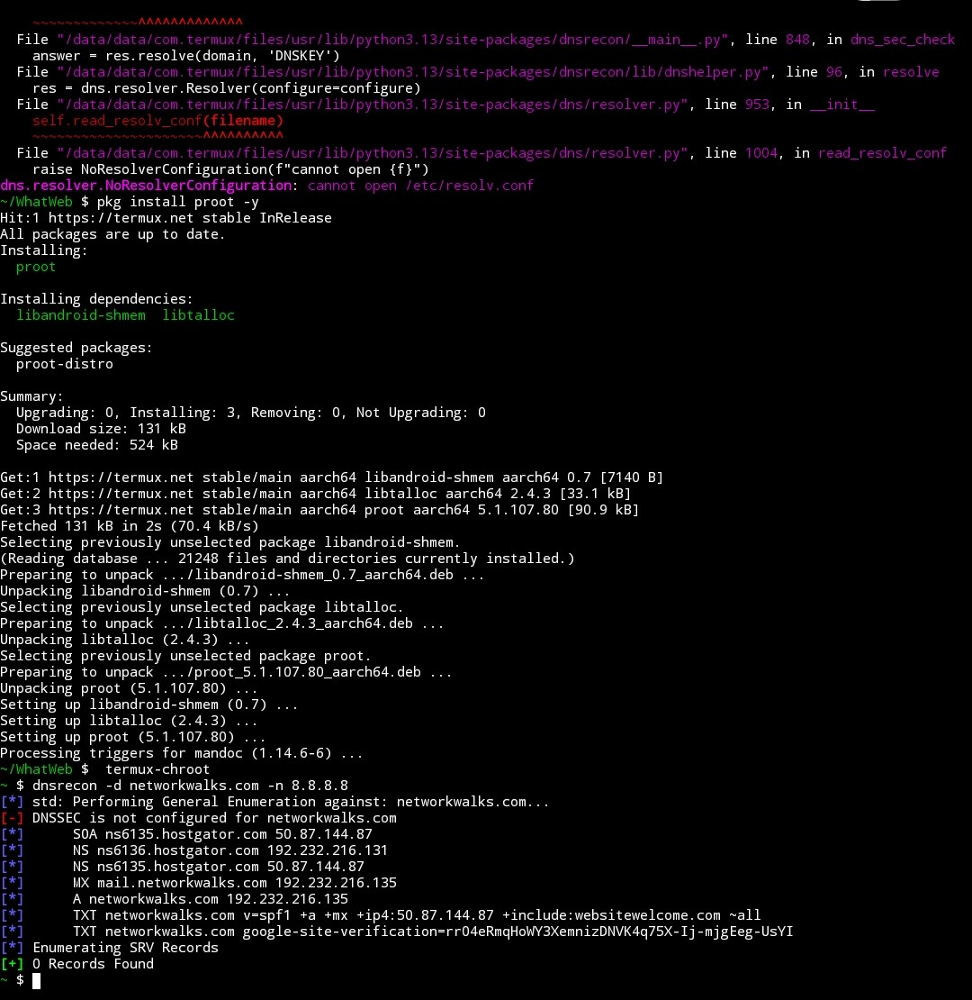 ~~~~~~~~~~~~~^^^^^^^^^^^^^
File "/data/data/com.termux/files/usr/lib/python3.13/site-packages/dnsrecon/__main__.py", line 848, in dns_sec_check
answer = res.resolve(domain, 'DNSKEY')
File "/data/data/com.termux/files/usr/lib/python3.13/site-packages/dnsrecon/lib/dnshelper.py", line 96, in resolve
res = dns.resolver.Resolver(configure=configure)
File "/data/data/com.termux/files/usr/lib/python3.13/site-packages/dns/resolver.py", line 953, in __init__
self.read_resolv_conf(filename)
~~~~~~~~~~~~~~~~~~~~~^^^^^^^^^^
File "/data/data/com.termux/files/usr/lib/python3.13/site-packages/dns/resolver.py", line 1004, in read_resolv_conf
raise NoResolverConfiguration(f"cannot open {f}")
dns.resolver.NoResolverConfiguration: cannot open /etc/resolv.conf
~/WhatWeb $ pkg install proot -y
Hit:1 https://termux.net stable InRelease
All packages are up to date.
Installing:
proot
Installing dependencies:
libandroid-shmem libtalloc
Suggested packages:
proot-distro
Summary:
Upgrading: 0, Installing: 3, Removing: 0, Not Upgrading: 0
Download size: 131 kB
Space needed: 524 kB
Get:1 https://termux.net stable/main aarch64 libandroid-shmem aarch64 0.7 [7140 B]
Get:2 https://termux.net stable/main aarch64 libtalloc aarch64 2.4.3 [33.1 kB]
Get:3 https://termux.net stable/main aarch64 proot aarch64 5.1.107.80 [90.9 kB]
Fetched 131 kB in 2s (70.4 kB/s)
Selecting previously unselected package libandroid-shmem.
(Reading database ... 21248 files and directories currently installed.)
Preparing to unpack .../libandroid-shmem_0.7_aarch64.deb ...
Unpacking libandroid-shmem (0.7) ...
Selecting previously unselected package libtalloc.
Preparing to unpack .../libtalloc_2.4.3_aarch64.deb ...
Unpacking libtalloc (2.4.3) ...
Selecting previously unselected package proot.
Preparing to unpack .../proot_5.1.107.80_aarch64.deb ...
Unpacking proot (5.1.107.80) ...
Setting up libandroid-shmem (0.7) ...
Setting up libtalloc (2.4.3) ...
Setting up proot (5.1.107.80) ...
Processing triggers for mandoc (1.14.6-6) ...
~/WhatWeb $  termux-chroot
~ $ dnsrecon -d networkwalks.com -n 8.8.8.8
[*] std: Performing General Enumeration against: networkwalks.com...
[-] DNSSEC is not configured for networkwalks.com
[*] SOA ns6135.hostgator.com 50.87.144.87
[*] NS ns6136.hostgator.com 192.232.216.131
[*] NS ns6135.hostgator.com 50.87.144.87
[*] MX mail.networkwalks.com 192.232.216.135
[*] A networkwalks.com 192.232.216.135
[*] TXT networkwalks.com v=spf1 +a +mx +ip4:50.87.144.87 +include:websitewelcome.com ~all
[*] TXT networkwalks.com google-site-verification=rr04eRmqHoWY3XemnizDNVK4q75X-Ij-mjgEeg-UsYI
[*] Enumerating SRV Records
[+] 0 Records Found
~ $